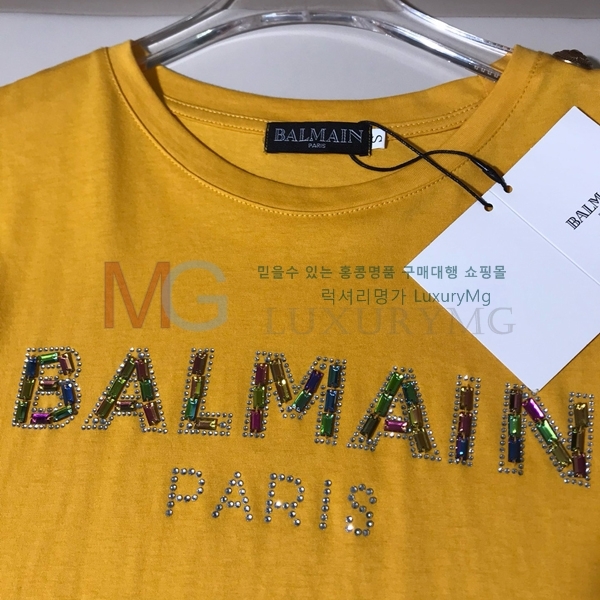 BALMAIN
PARIS
S
BALM
MG
믿을수 있는 홍콩명품 구매대행 쇼핑몰
럭셔리명가 LuxuryMg
LUXURYMG
BALMAIN
PARIS